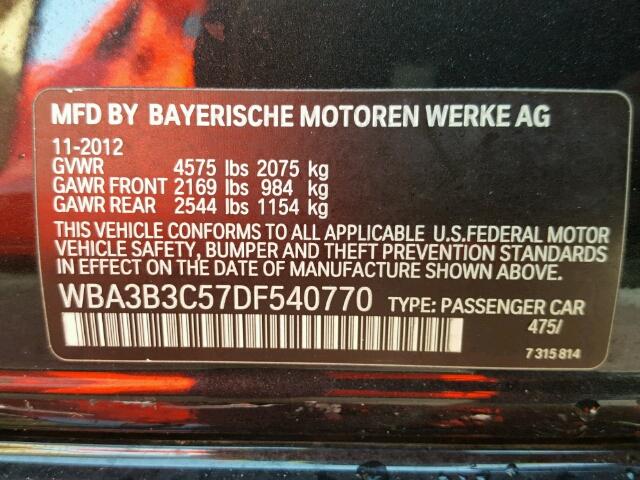 MFD BY BAYERISCHE MOTOREN WERKE AG
11-2012
GVWR 4575 lbs 2075 kg
GAWR FRONT 2169 lbs 984 kg
GAWR REAR 2544 lbs 1154 kg
THIS VEHICLE CONFORMS TO ALL APPLICABLE U.S.FEDERAL MOTOR
VEHICLE SAFETY, BUMPER AND THEFT PREVENTION STANDARDS
IN EFFECT ON THE DATE OF MANUFACTURE SHOWN ABOVE.
WBA3B3C57DF540770 TYPE: PASSENGER CAR
475/
7 315 814